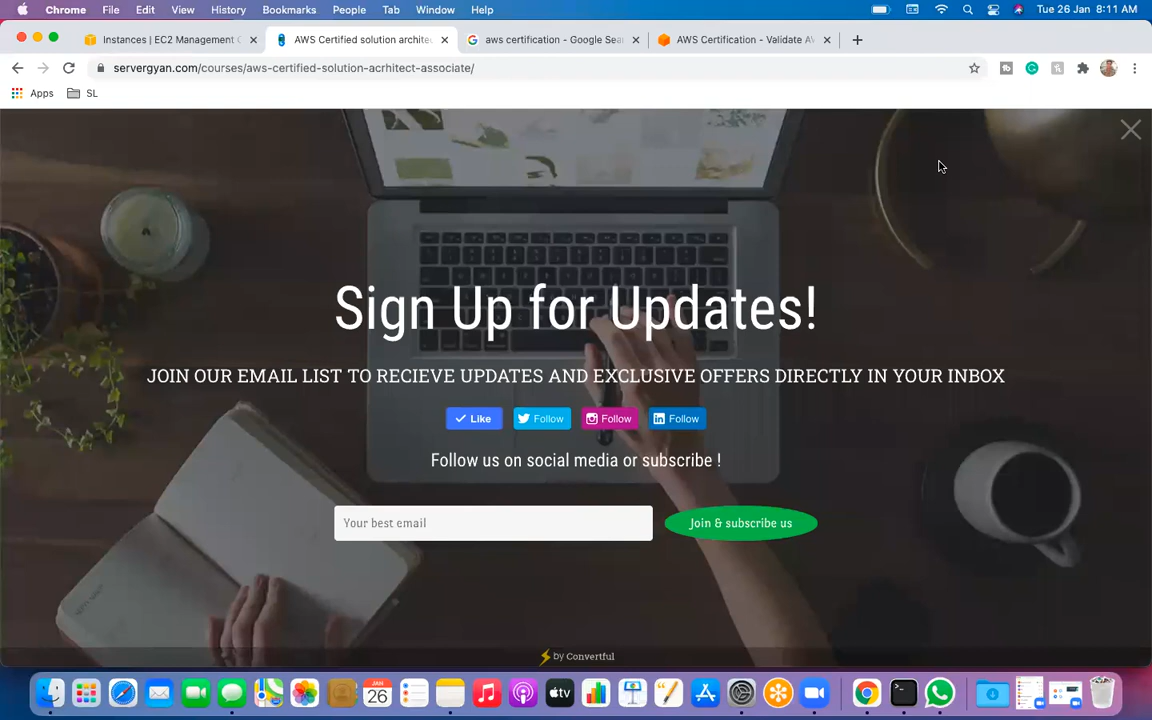 Chrome File Edit View History Bookmarks People Tab Window Help Tue 26 Jan 8:11 AM
Instances | EC2 Management C AWS Certified solution archite aws certification - Google Sea AWS Certification - Validate AW
servergyan.com/courses/aws-certified-solution-acrhitect-associate/
Apps SL
Sign Up for Updates!
JOIN OUR EMAIL LIST TO RECIEVE UPDATES AND EXCLUSIVE OFFERS DIRECTLY IN YOUR INBOX
Like Follow Follow Follow
Follow us on social media or subscribe !
Your best email Join & subscribe us
by Convertful
JAN
26 tv